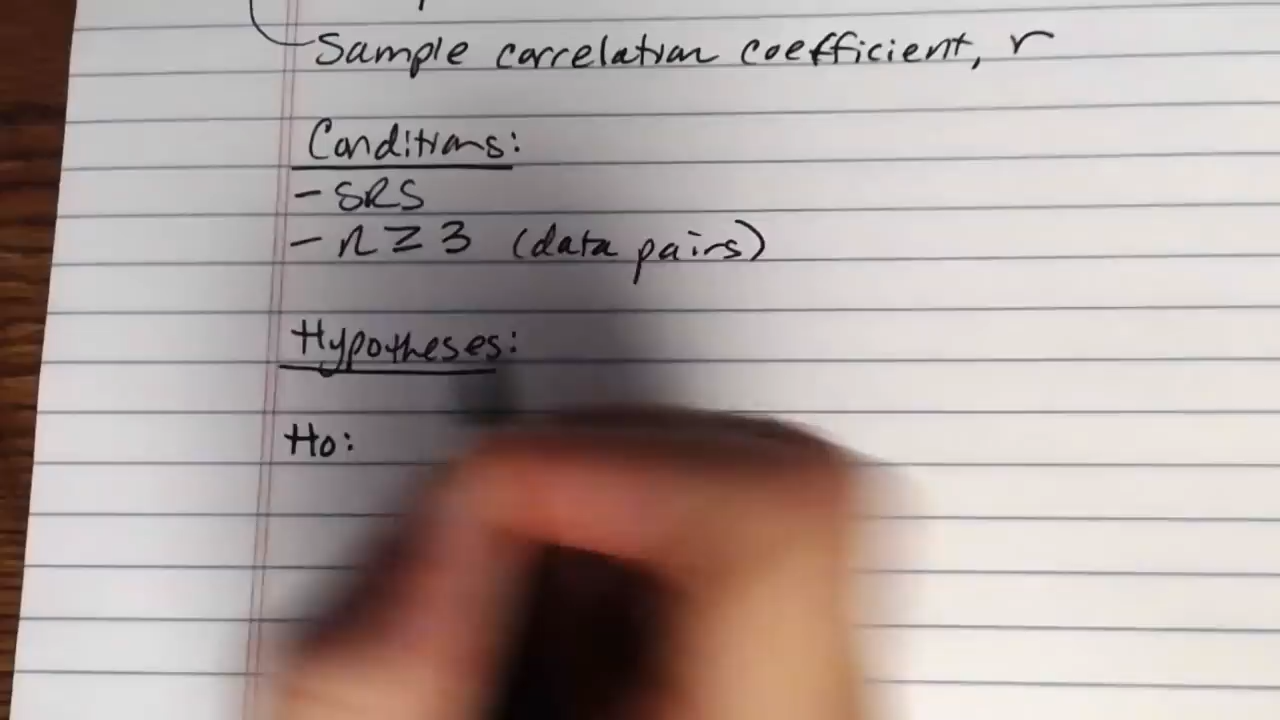 Sample correlation coefficient, r
Conditions:
- SRS
- n ≥ 3 (data pairs)
Hypotheses:
Ho: